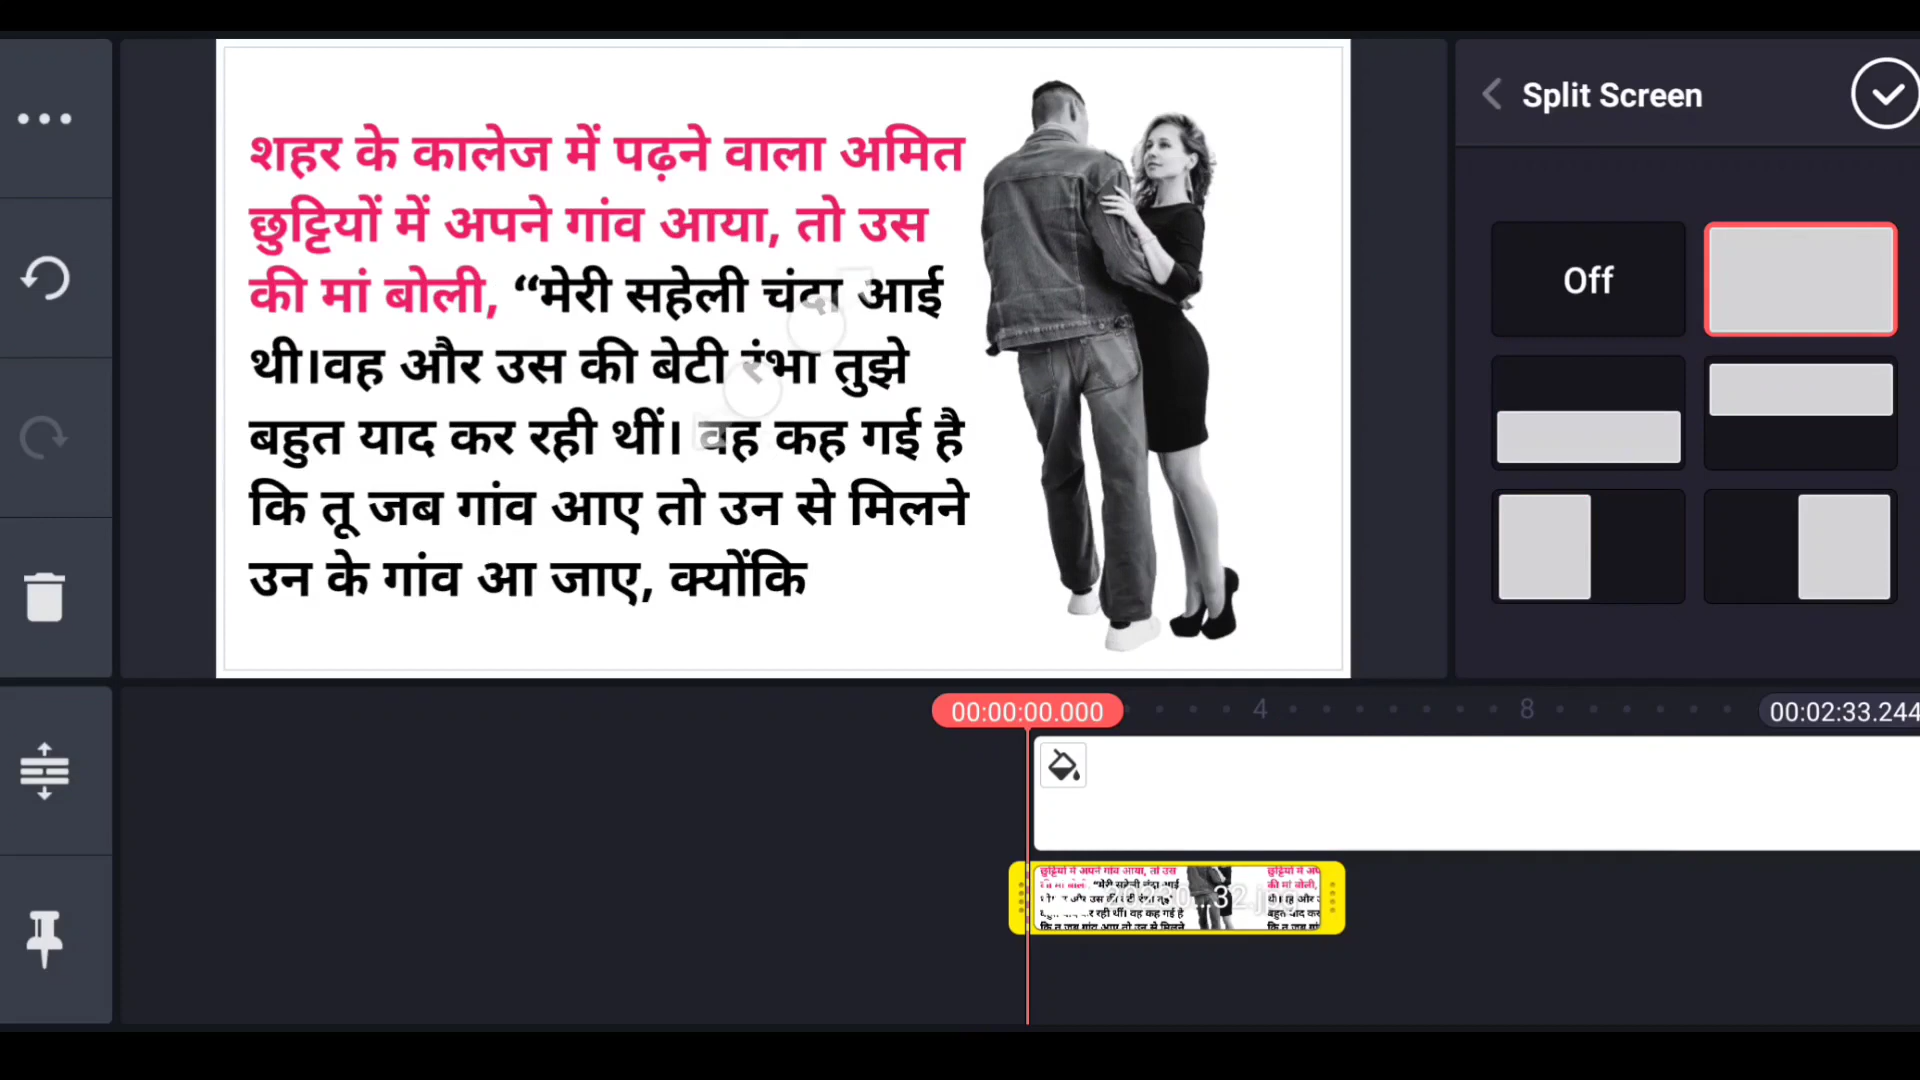 Split Screen
Off
शहर के कालेज में पढ़ने वाला अमित
छुट्टियों में अपने गांव आया, तो उस
की मां बोली, “मेरी सहेली चंदा आई
थी।वह और उस की बेटी रंभा तुझे
बहुत याद कर रही थीं। वह कह गई है
कि तू जब गांव आए तो उन से मिलने
उन के गांव आ जाए, क्योंकि
00:00:00.000
4
8
00:02:33.244